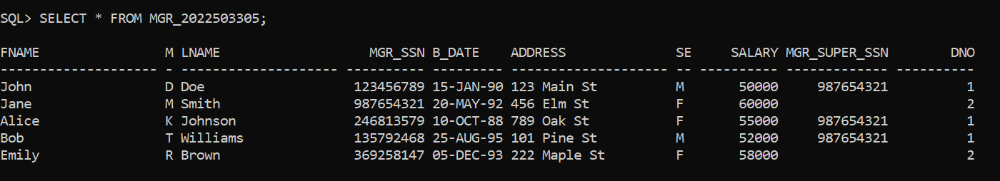 SQL> SELECT * FROM MGR_2022503305;
FNAME                M LNAME                   MGR_SSN B_DATE    ADDRESS              SE     SALARY MGR_SUPER_SSN        DNO
-------------------- - -------------------- ---------- --------- -------------------- -- ---------- ------------- ----------
John                 D Doe                   123456789 15-JAN-90 123 Main St          M       50000     987654321          1
Jane                 M Smith                 987654321 20-MAY-92 456 Elm St           F       60000                        2
Alice                K Johnson               246813579 10-OCT-88 789 Oak St           F       55000     987654321          1
Bob                  T Williams              135792468 25-AUG-95 101 Pine St          M       52000     987654321          1
Emily                R Brown                 369258147 05-DEC-93 222 Maple St         F       58000                        2